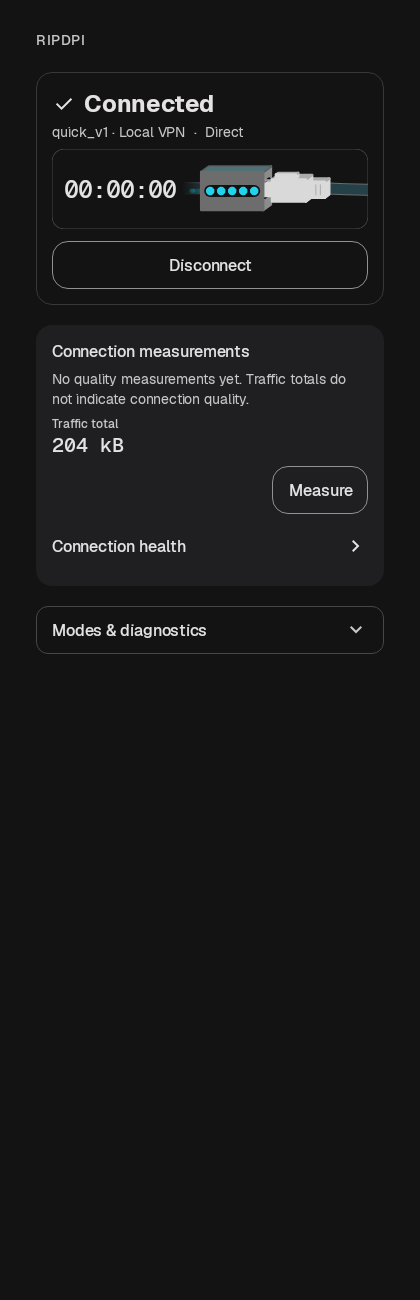 RIPDPI
Connected
quick_v1 · Local VPN · Direct
00:00:00
Disconnect
Connection measurements
No quality measurements yet. Traffic totals do
not indicate connection quality.
Traffic total
204 kB
Measure
Connection health
Modes & diagnostics